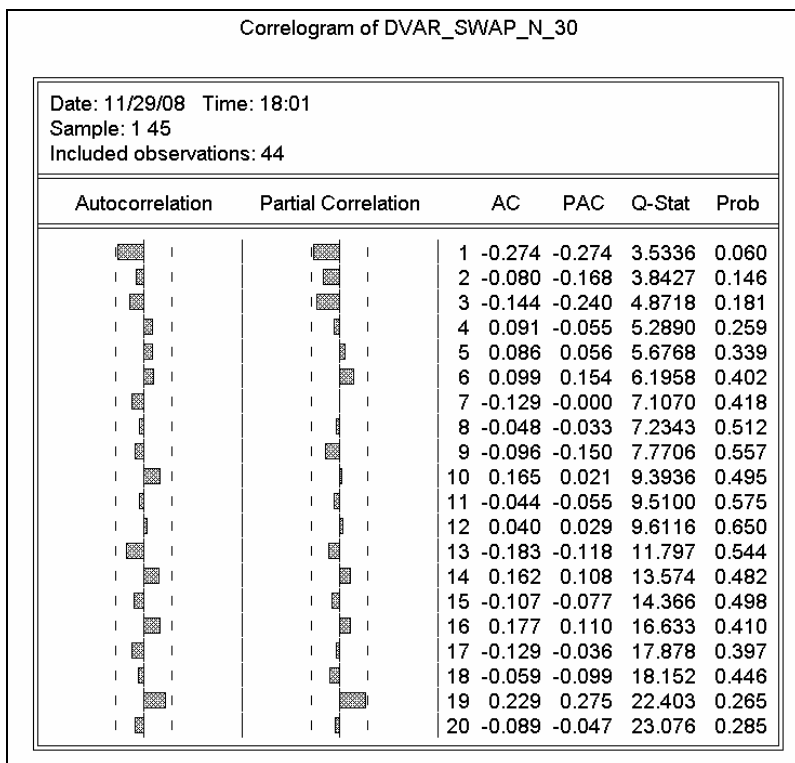 Correlogram of DVAR_SWAP_N_30
Date: 11/29/08 Time: 18:01
Sample: 1 45
Included observations: 44
Autocorrelation Partial Correlation AC PAC Q-Stat Prob
1 -0.274 -0.274 3.5336 0.060
2 -0.080 -0.168 3.8427 0.146
3 -0.144 -0.240 4.8718 0.181
4 0.091 -0.055 5.2890 0.259
5 0.086 0.056 5.6768 0.339
6 0.099 0.154 6.1958 0.402
7 -0.129 -0.000 7.1070 0.418
8 -0.048 -0.033 7.2343 0.512
9 -0.096 -0.150 7.7706 0.557
10 0.165 0.021 9.3936 0.495
11 -0.044 -0.055 9.5100 0.575
12 0.040 0.029 9.6116 0.650
13 -0.183 -0.118 11.797 0.544
14 0.162 0.108 13.574 0.482
15 -0.107 -0.077 14.366 0.498
16 0.177 0.110 16.633 0.410
17 -0.129 -0.036 17.878 0.397
18 -0.059 -0.099 18.152 0.446
19 0.229 0.275 22.403 0.265
20 -0.089 -0.047 23.076 0.285